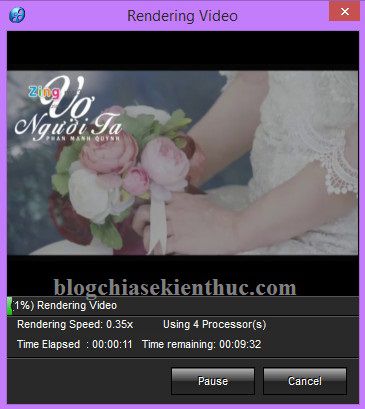 Rendering Video
Zing
Vợ
Người Ta
PHAN MẠNH QUỲNH
blogchiasekienthuc.com
(1%) Rendering Video
Rendering Speed: 0.35x Using 4 Processor(s)
Time Elapsed : 00:00:11 Time remaining: 00:09:32
Pause Cancel